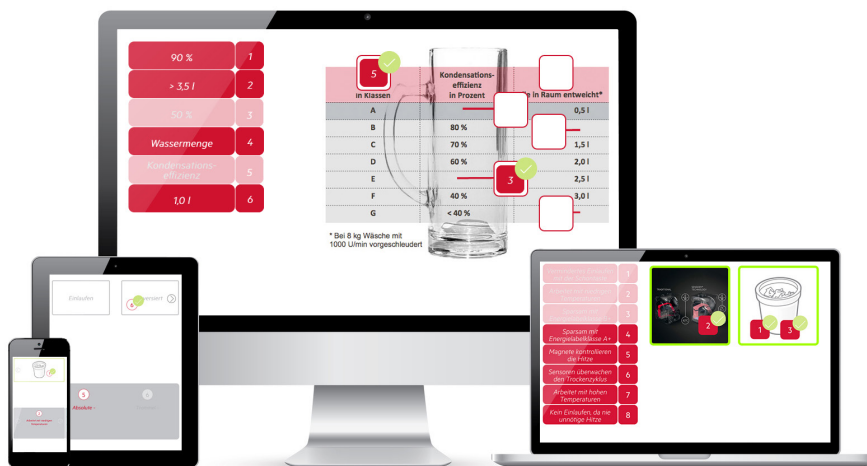 90 % 1
> 3,5 l 2
50 % 3
Wassermenge 4
Kondensations-
effizienz 5
1,0 l 6
5
in Klassen
Kondensations-
effizienz
in Prozent
e in Raum entweicht*
A 0,5 l
B 80 %
C 70 % 1,5 l
D 60 % 2,0 l
E 3 2,5 l
F 40 % 3,0 l
G < 40 %
* Bei 8 kg Wäsche mit
1000 U/min vorgeschleudert
Einlaufen
6
5
Absolute -
1
2
3
Sparsam mit
Energielabelklasse A+ 4
Magnete kontrollieren
die Hitze 5
Sensoren überwachen
den Trockenzyklus 6
Arbeitet mit hohen
Temperaturen 7
Kein Einlaufen, da nie
unnötige Hitze 8
2
1 3